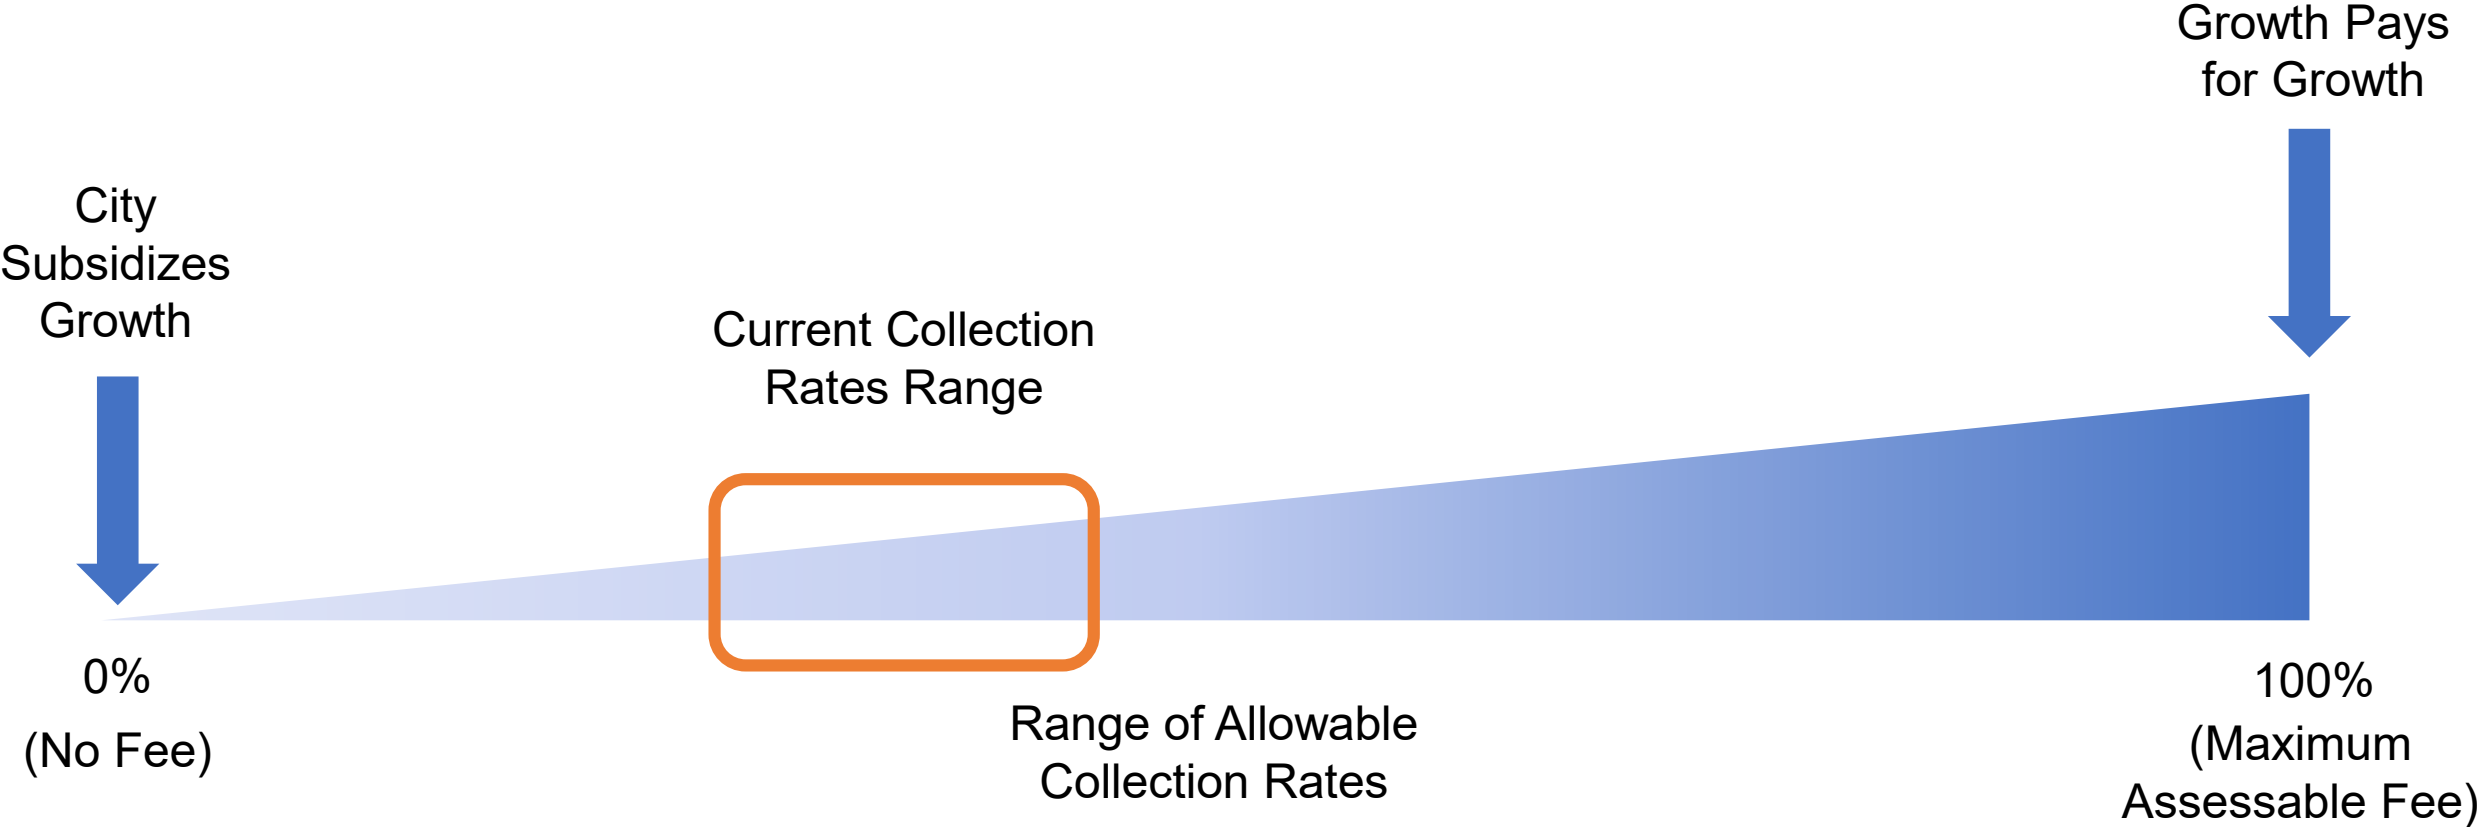 Growth Pays
for Growth
City
Subsidizes
Growth
Current Collection
Rates Range
0%
(No Fee)
Range of Allowable
Collection Rates
100%
(Maximum
Assessable Fee)